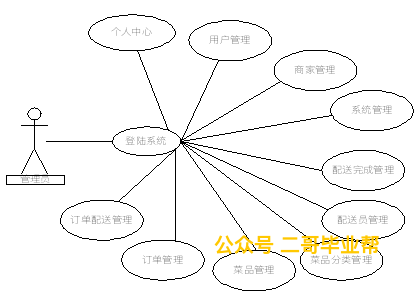 个人中心
用户管理
商家管理
系统管理
登陆系统
配送完成管理
管理员
配送员管理
订单配送管理
公众号 二哥毕业帮
订单管理
菜品管理
菜品分类管理